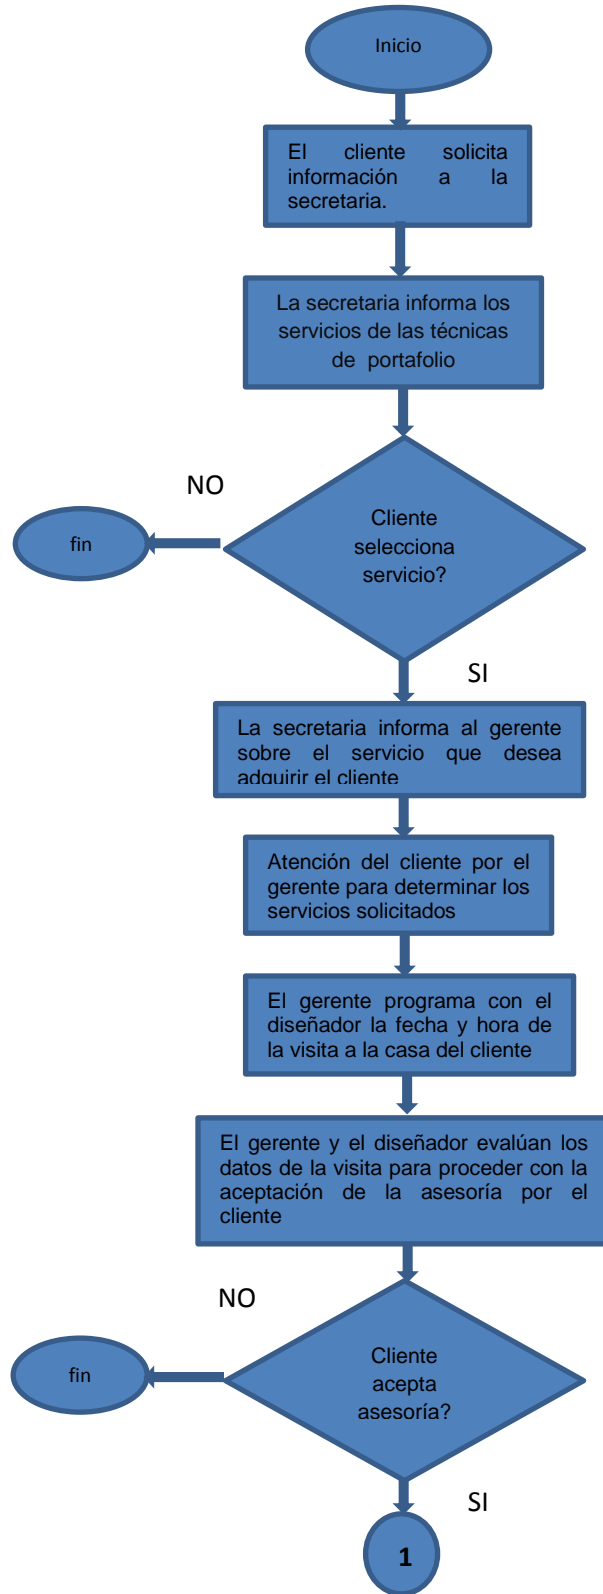 Inicio
El cliente solicita
información a la
secretaria.
La secretaria informa los
servicios de las técnicas
de portafolio
NO
Cliente
selecciona
servicio?
fin
SI
La secretaria informa al gerente
sobre el servicio que desea
adquirir el cliente
Atención del cliente por el
gerente para determinar los
servicios solicitados
El gerente programa con el
diseñador la fecha y hora de
la visita a la casa del cliente
El gerente y el diseñador evalúan los
datos de la visita para proceder con la
aceptación de la asesoría por el
cliente
NO
Cliente
acepta
asesoría?
fin
SI
1